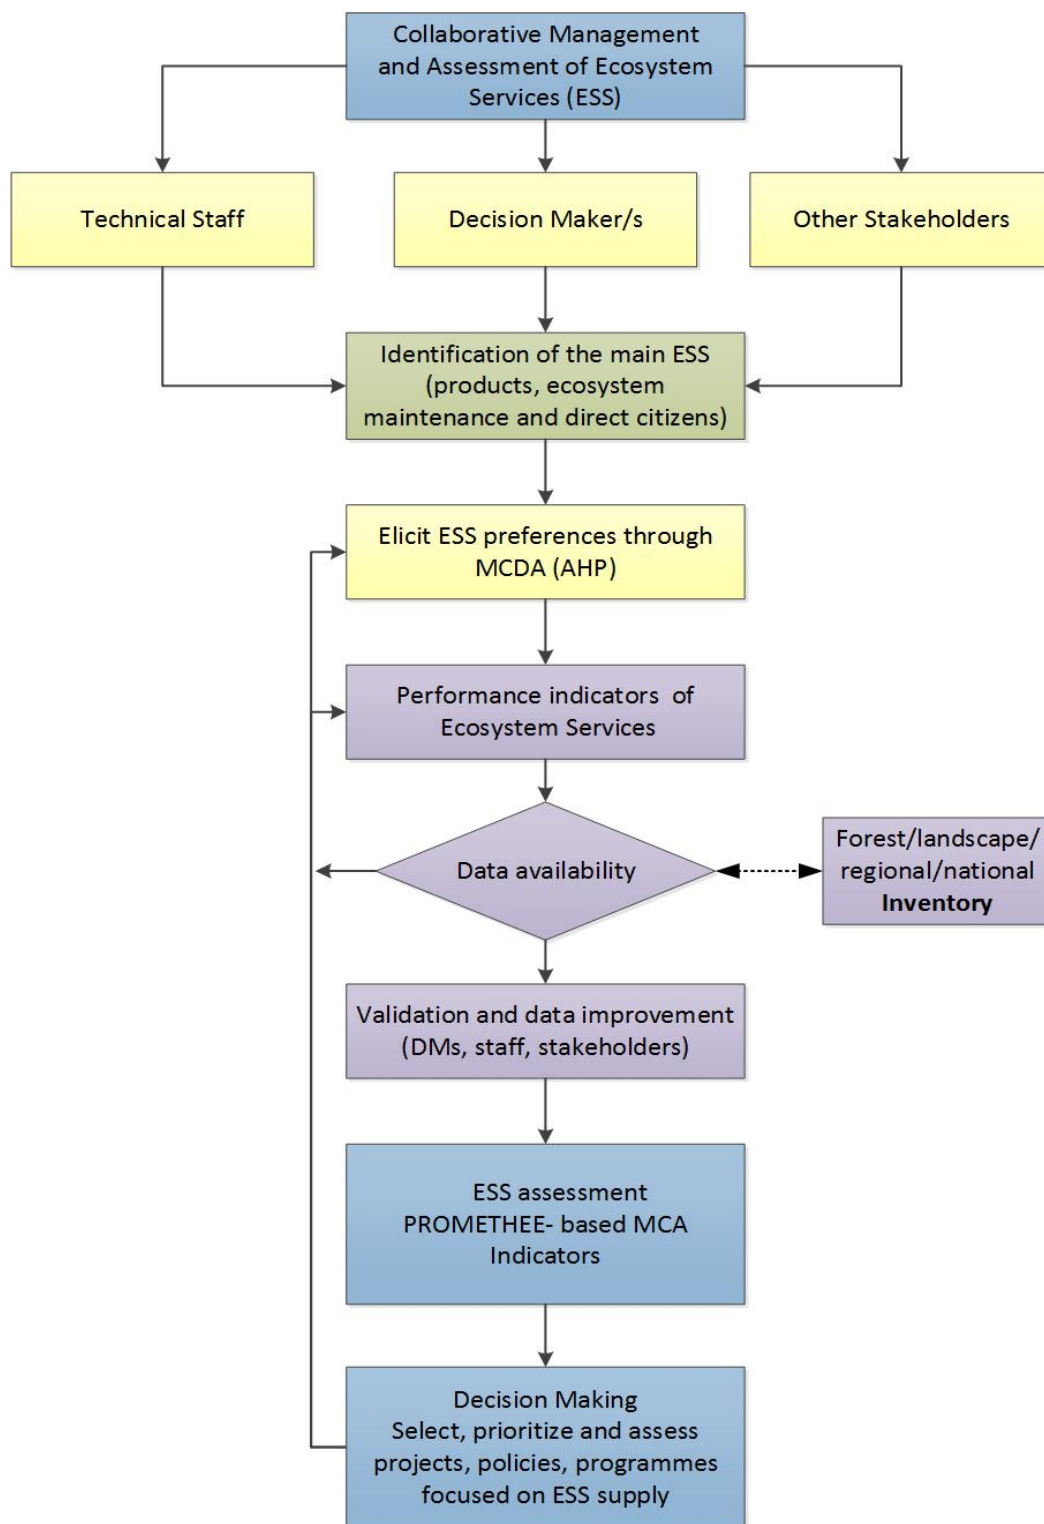 Collaborative Management
and Assessment of Ecosystem
Services (ESS)
Technical Staff
Decision Maker/s
Other Stakeholders
Identification of the main ESS
(products, ecosystem
maintenance and direct citizens)
Elicit ESS preferences through
MCDA (AHP)
Performance indicators of
Ecosystem Services
Data availability
Forest/landscape/
regional/national
Inventory
Validation and data improvement
(DMs, staff, stakeholders)
ESS assessment
PROMETHEE- based MCA
Indicators
Decision Making
Select, prioritize and assess
projects, policies, programmes
focused on ESS supply